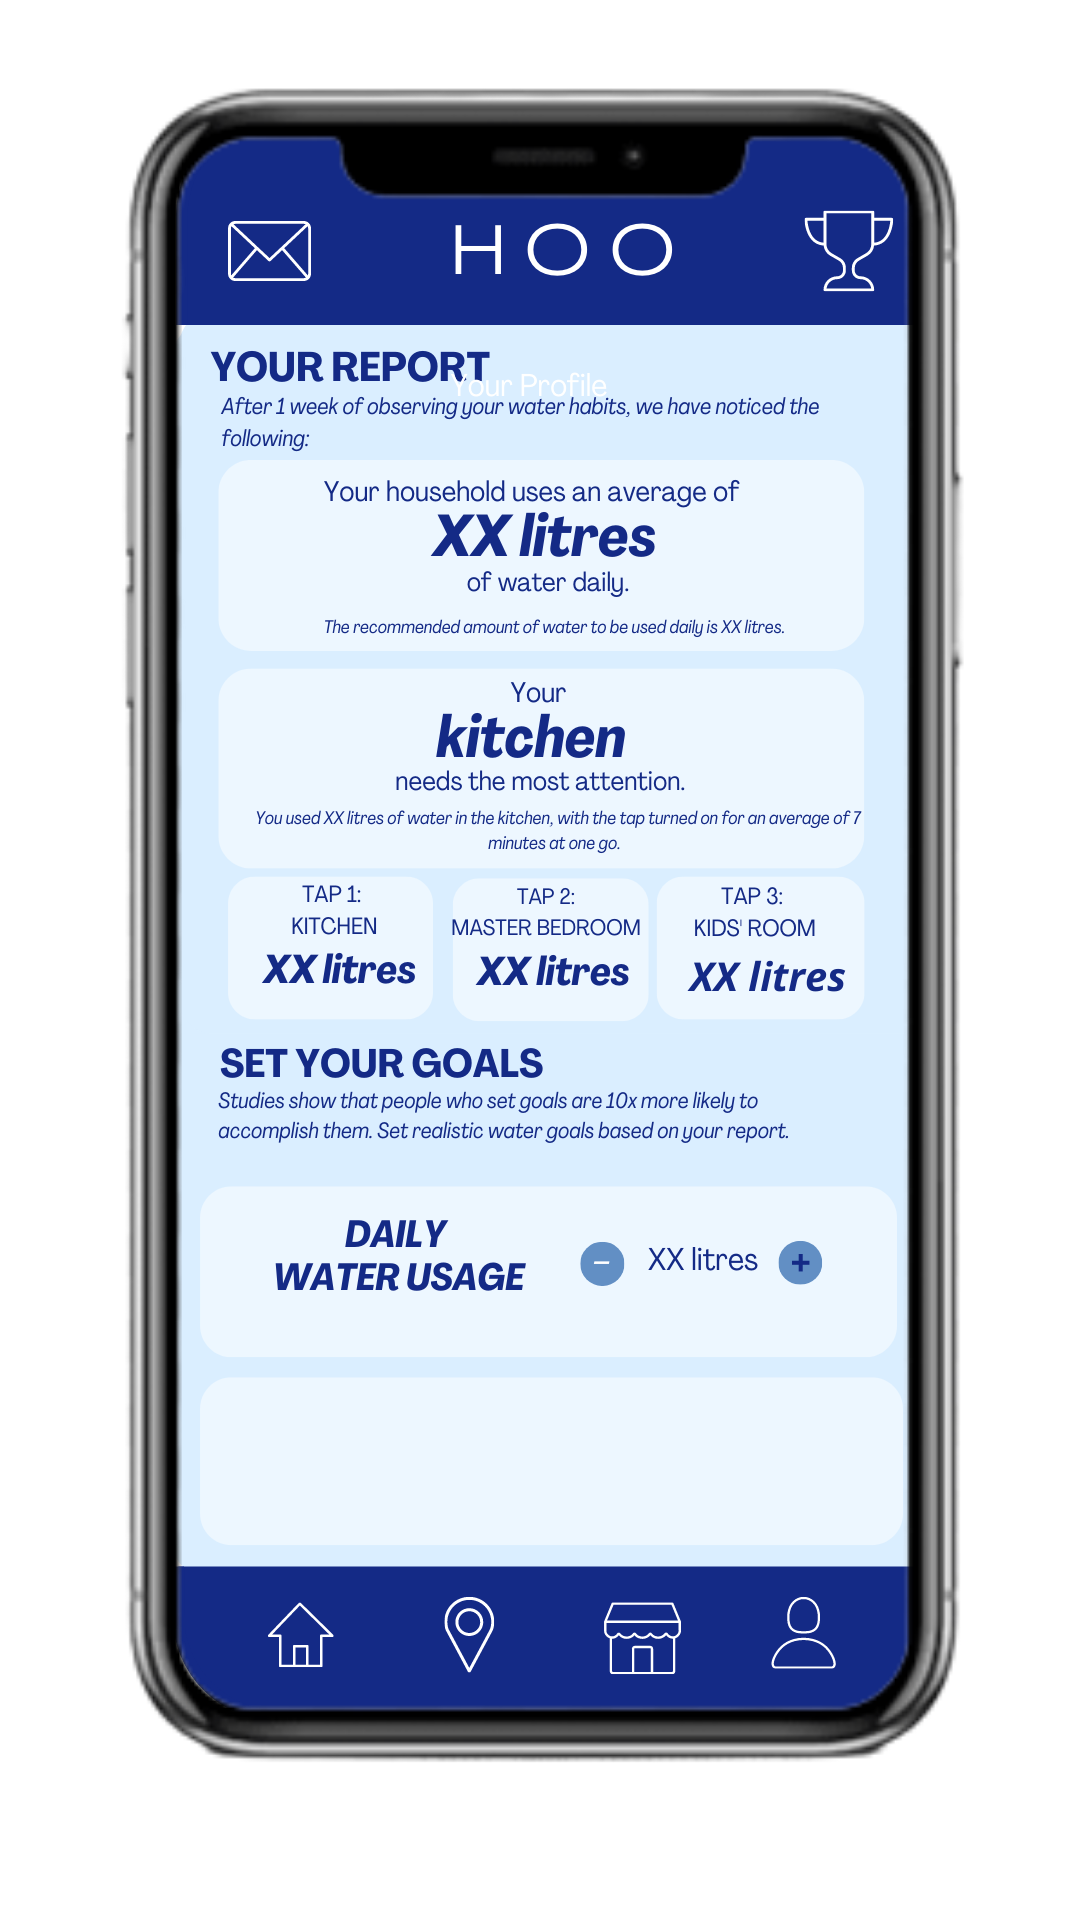 HOO
YOUR REPORT
Your Profile
After 1 week of observing your water habits, we have noticed the
following:
Your household uses an average of
XX litres
of water daily.
The recommended amount of water to be used daily is XX litres.
Your
kitchen
needs the most attention.
You used XX litres of water in the kitchen, with the tap turned on for an average of 7
minutes at one go.
TAP 1:
KITCHEN
XX litres
TAP 2:
MASTER BEDROOM
XX litres
TAP 3:
KIDS' ROOM
XX litres
SET YOUR GOALS
Studies show that people who set goals are 10x more likely to
accomplish them. Set realistic water goals based on your report.
DAILY
WATER USAGE
− XX litres +